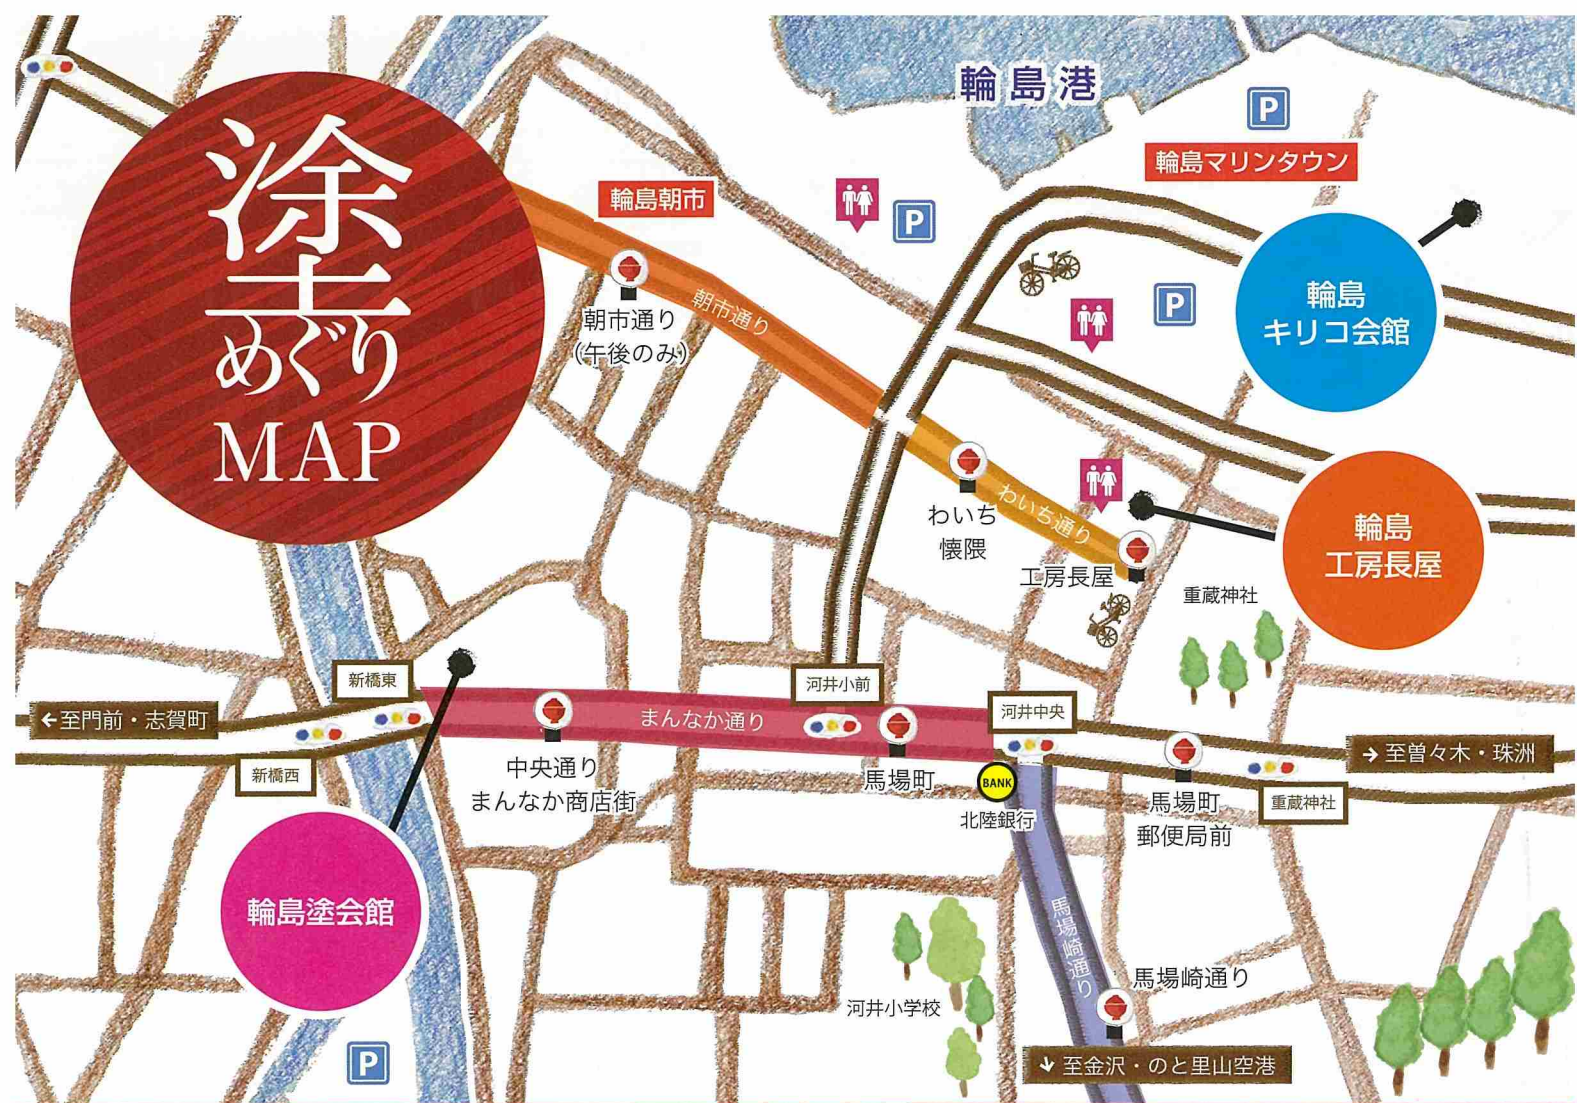 輪島港
P
輪島マリンタウン
塗
めぐり
MAP
輪島朝市
P
朝市通り
(午後のみ)
朝市通り
P
輪島
キリコ会館
わいち
懐隈
わいち通り
工房長屋
輪島
工房長屋
重蔵神社
新橋東
河井小前
河井中央
←至門前・志賀町
まんなか通り
→至曽々木・珠洲
新橋西
中央通り
まんなか商店街
馬場町
BANK
北陸銀行
馬場町
郵便局前
重蔵神社
輪島塗会館
馬場崎通り
馬場崎通り
河井小学校
P
↓至金沢・のと里山空港